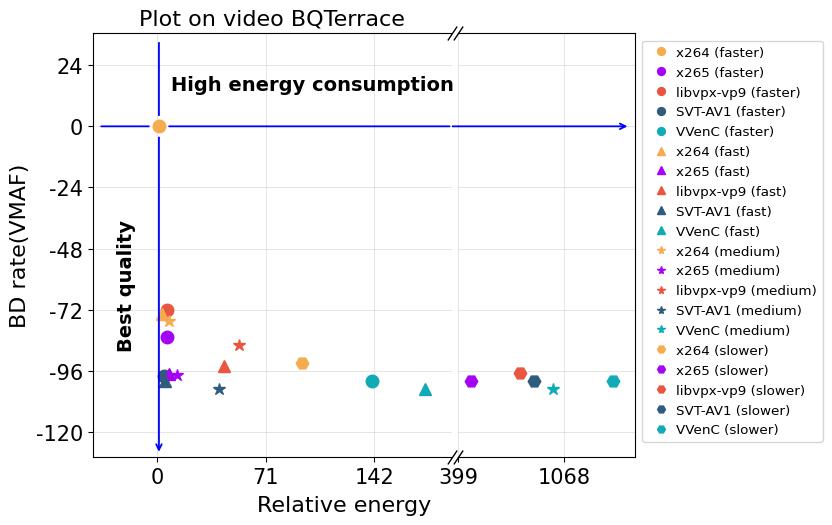 Plot on video BQTerrace
24
0
-24
-48
-72
-96
-120
BD rate(VMAF)
High energy consumption
Best quality
0
71
142
399
1068
Relative energy
x264 (faster)
x265 (faster)
libvpx-vp9 (faster)
SVT-AV1 (faster)
VVenC (faster)
x264 (fast)
x265 (fast)
libvpx-vp9 (fast)
SVT-AV1 (fast)
VVenC (fast)
x264 (medium)
x265 (medium)
libvpx-vp9 (medium)
SVT-AV1 (medium)
VVenC (medium)
x264 (slower)
x265 (slower)
libvpx-vp9 (slower)
SVT-AV1 (slower)
VVenC (slower)